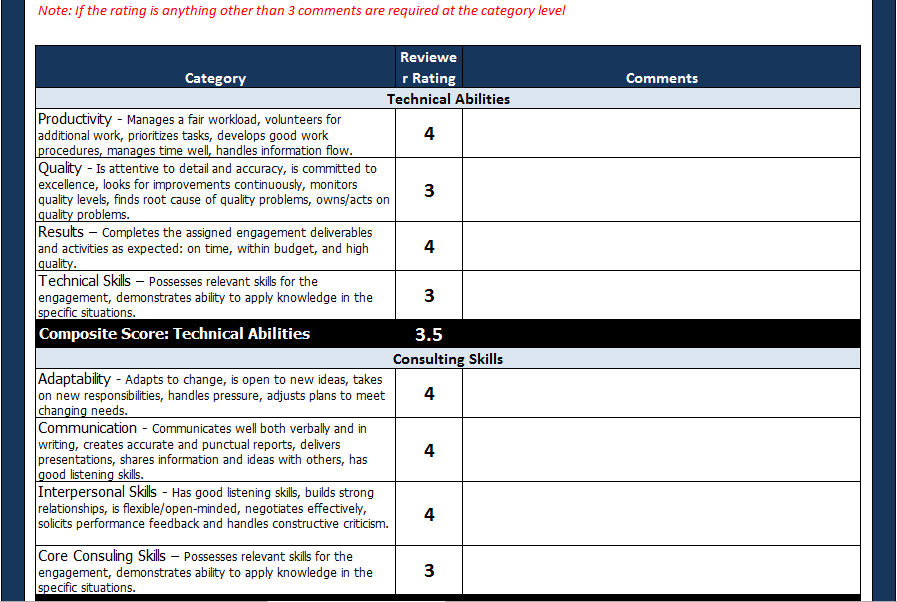 Note: If the rating is anything other than 3 comments are required at the category level
Category
Reviewe
r Rating
Comments
Technical Abilities
Productivity - Manages a fair workload, volunteers for
additional work, prioritizes tasks, develops good work
procedures, manages time well, handles information flow.
4
Quality - Is attentive to detail and accuracy, is committed to
excellence, looks for improvements continuously, monitors
quality levels, finds root cause of quality problems, owns/acts on
quality problems.
3
Results – Completes the assigned engagement deliverables
and activities as expected: on time, within budget, and high
quality.
4
Technical Skills – Possesses relevant skills for the
engagement, demonstrates ability to apply knowledge in the
specific situations.
3
Composite Score: Technical Abilities 3.5
Consulting Skills
Adaptability - Adapts to change, is open to new ideas, takes
on new responsibilities, handles pressure, adjusts plans to meet
changing needs.
4
Communication - Communicates well both verbally and in
writing, creates accurate and punctual reports, delivers
presentations, shares information and ideas with others, has
good listening skills.
4
Interpersonal Skills - Has good listening skills, builds strong
relationships, is flexible/open-minded, negotiates effectively,
solicits performance feedback and handles constructive criticism.
4
Core Consuling Skills – Possesses relevant skills for the
engagement, demonstrates ability to apply knowledge in the
specific situations.
3